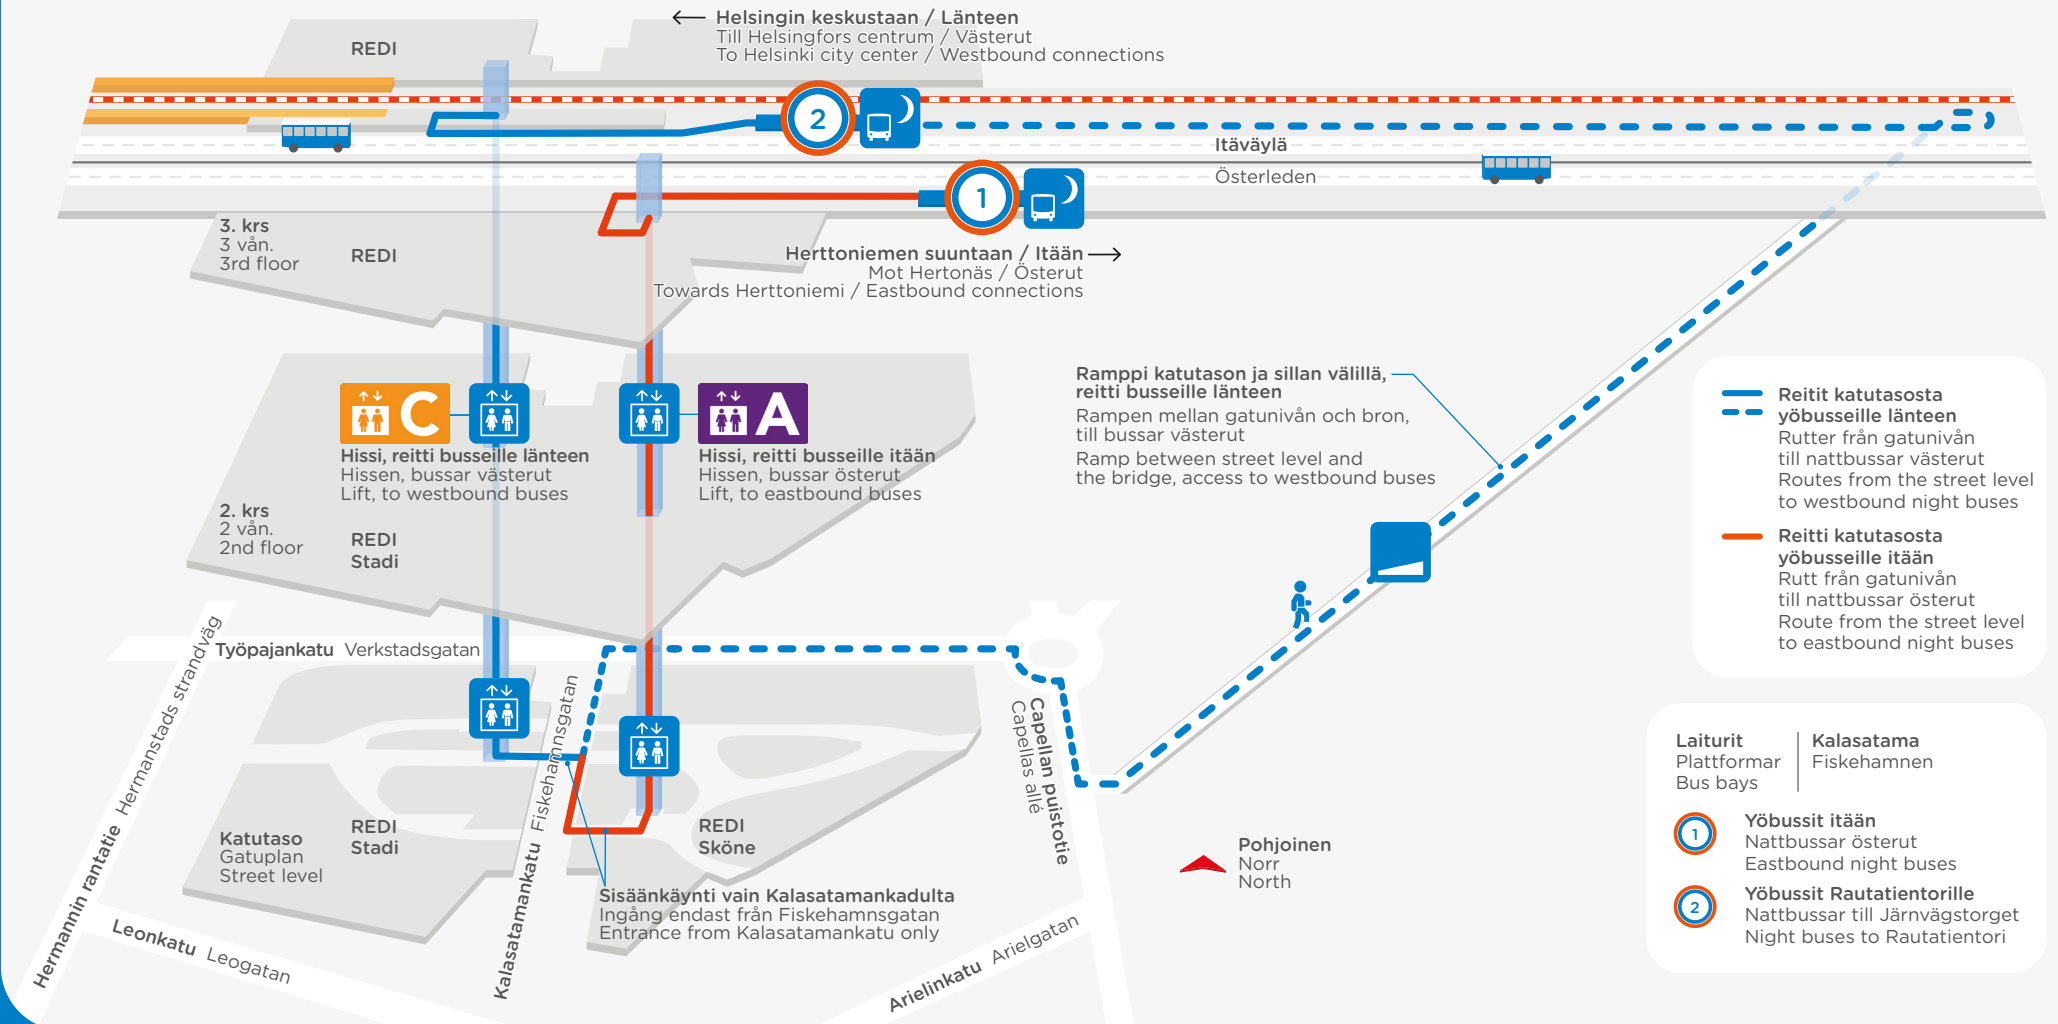 Helsingin keskustaan / Länteen
Till Helsingfors centrum / Västerut
To Helsinki city center / Westbound connections
REDI
2
Itäväylä
Österleden
1
Herttoniemen suuntaan / Itään
Mot Hertonäs / Österut
Towards Herttoniemi / Eastbound connections
3. krs
3 vån.
3rd floor
REDI
C
Hissi, reitti busseille länteen
Hissen, bussar västerut
Lift, to westbound buses
A
Hissi, reitti busseille itään
Hissen, bussar österut
Lift, to eastbound buses
2. krs
2 vån.
2nd floor
REDI
Stadi
Ramppi katutason ja sillan välillä,
reitti busseille länteen
Rampen mellan gatunivån och bron,
till bussar västerut
Ramp between street level and
the bridge, access to westbound buses
Reitit katutasosta
yöbusseille länteen
Rutter från gatunivån
till nattbussar västerut
Routes from the street level
to westbound night buses
Reitti katutasosta
yöbusseille itään
Rutt från gatunivån
till nattbussar österut
Route from the street level
to eastbound night buses
Työpajankatu Verkstadsgatan
Hermannin rantatie Hermanstads strandväg
Kalasatamankatu Fiskehamnsgatan
Capellan puistotie
Capellas allé
Katutaso
Gatuplan
Street level
REDI
Stadi
REDI
Sköne
Sisäänkäynti vain Kalasatamankadulta
Ingång endast från Fiskehamnsgatan
Entrance from Kalasatamankatu only
Leonkatu Leogatan
Arielinkatu Arielgatan
Pohjoinen
Norr
North
Laiturit
Plattformar
Bus bays
Kalasatama
Fiskehamnen
1
Yöbussit itään
Nattbussar österut
Eastbound night buses
2
Yöbussit Rautatientorille
Nattbussar till Järnvägstorget
Night buses to Rautatientori